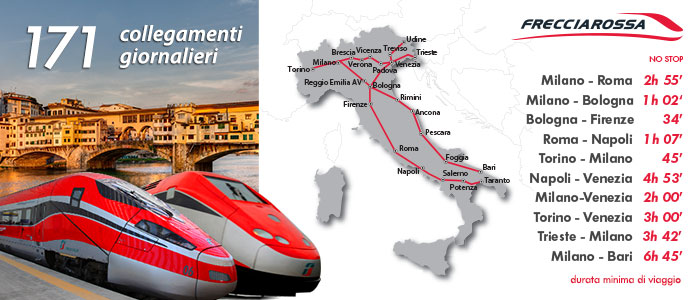 171 collegamenti
giornalieri
Udine
Treviso
Trieste
Brescia
Vicenza
Milano
Verona
Venezia
Padova
Torino
Reggio Emilia AV
Bologna
Firenze
Rimini
Ancona
Pescara
Roma
Foggia
Bari
Napoli
Salerno
Taranto
Potenza
FRECCIAROSSA
NO STOP
Milano - Roma 2h 55'
Milano - Bologna 1h 02'
Bologna - Firenze 34'
Roma - Napoli 1h 07'
Torino - Milano 45'
Napoli - Venezia 4h 53'
Milano-Venezia 2h 00'
Torino - Venezia 3h 00'
Trieste - Milano 3h 42'
Milano - Bari 6h 45'
durata minima di viaggio